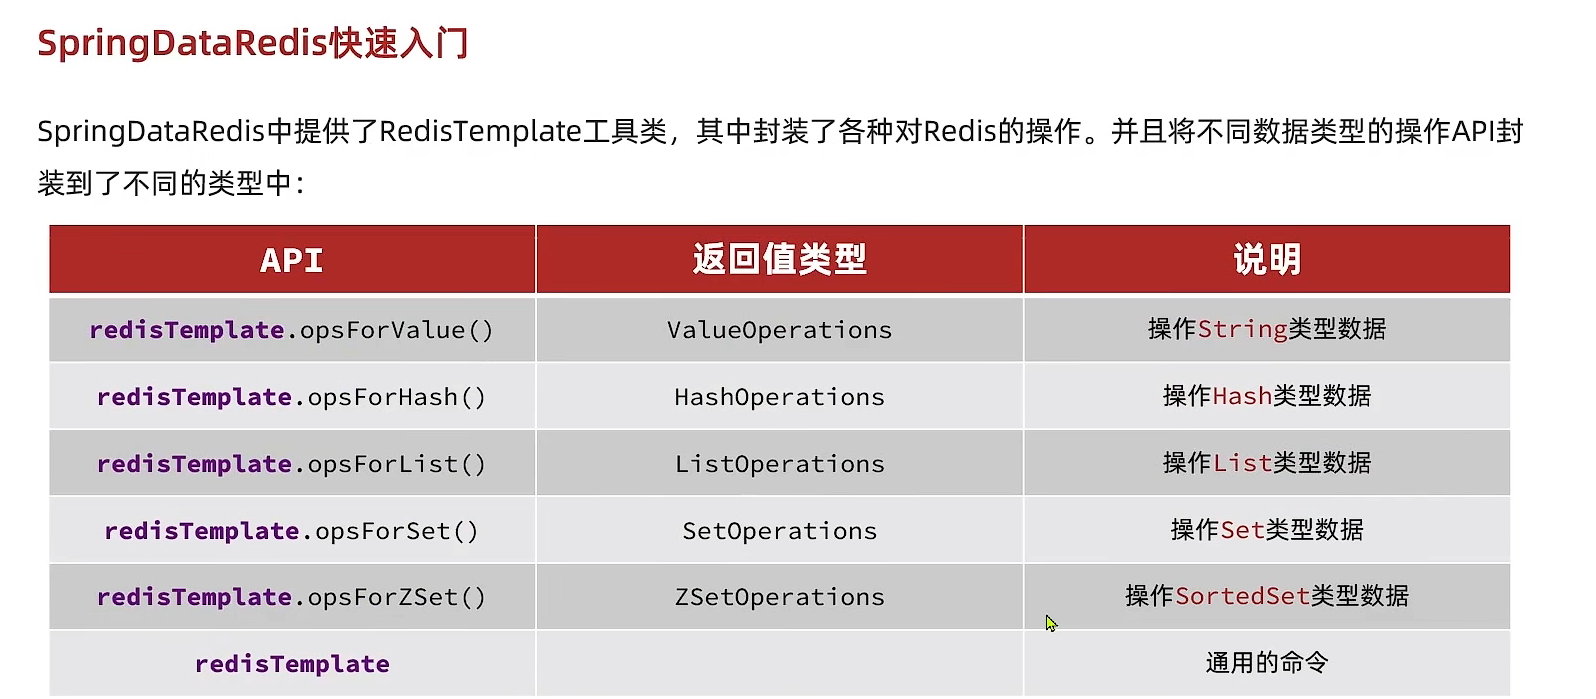 SpringDataRedis快速入门
SpringDataRedis中提供了RedisTemplate工具类，其中封装了各种对Redis的操作。并且将不同数据类型的操作API封
装到了不同的类型中：
API 返回值类型 说明
redisTemplate.opsForValue() ValueOperations 操作String类型数据
redisTemplate.opsForHash() HashOperations 操作Hash类型数据
redisTemplate.opsForList() ListOperations 操作List类型数据
redisTemplate.opsForSet() SetOperations 操作Set类型数据
redisTemplate.opsForZSet() ZSetOperations 操作SortedSet类型数据
redisTemplate 通用的命令